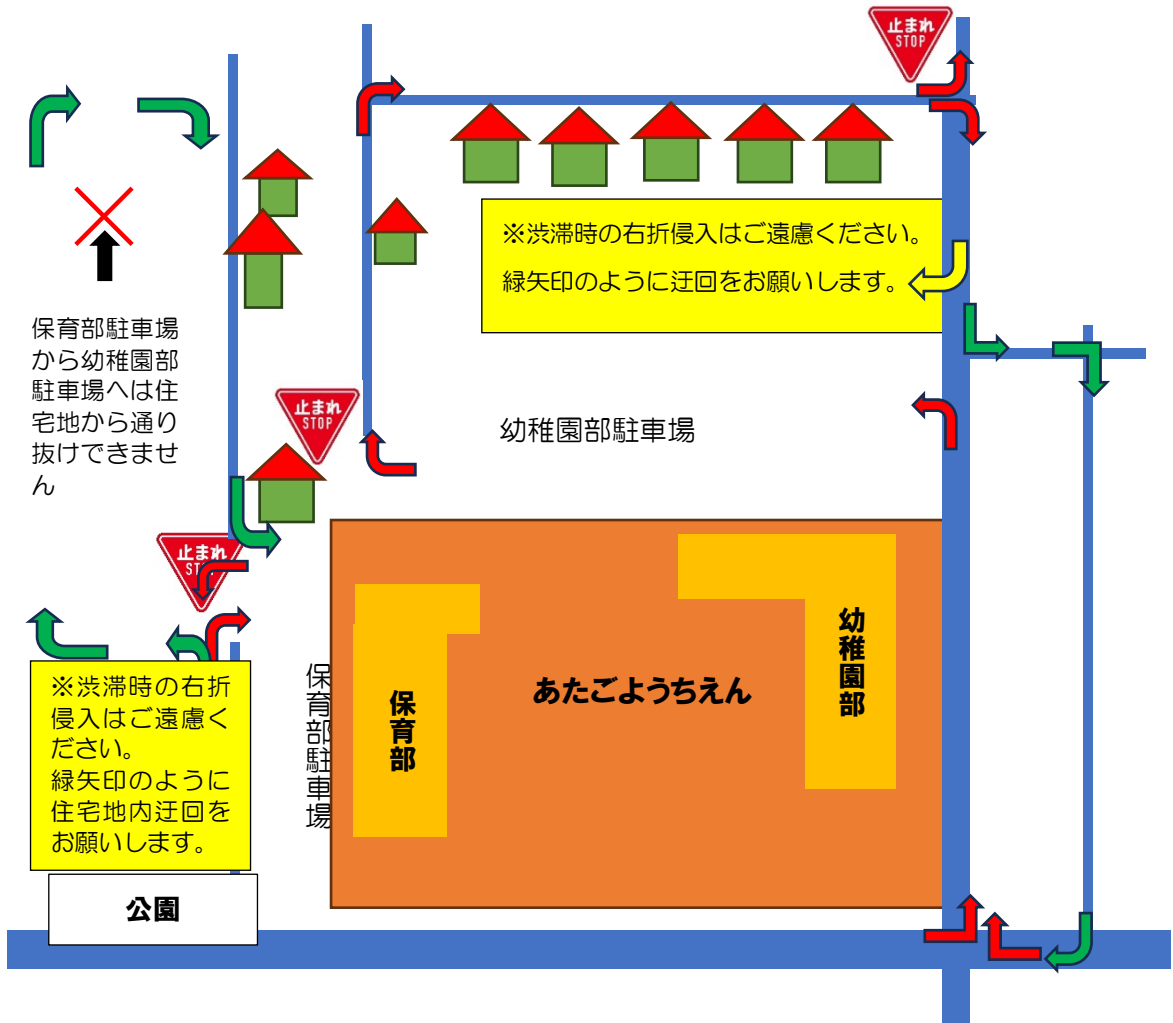 止まれ
STOP
※渋滞時の右折侵入はご遠慮ください。
緑矢印のように迂回をお願いします。
保育部駐車場
から幼稚園部
駐車場へは住
宅地から通り
抜けできませ
ん
止まれ
STOP
幼稚園部駐車場
止まれ
STOP
※渋滞時の右折
侵入はご遠慮く
ださい。
緑矢印のように
住宅地内迂回を
お願いします。
保育部駐車場
保育部
あたごようちえん
幼稚園部
公園